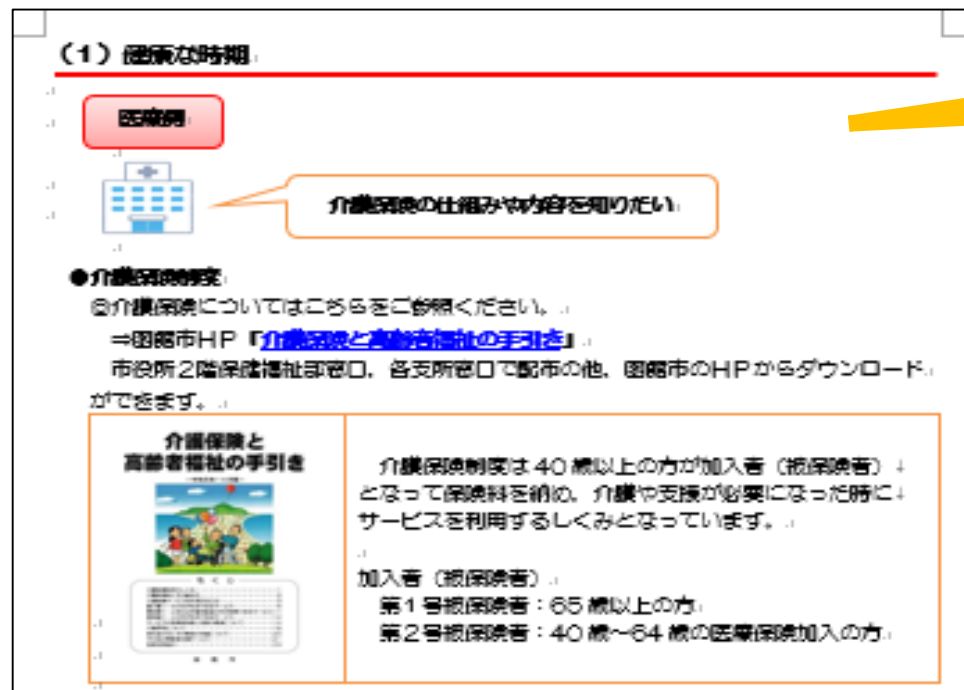 （1）健康な時期
医療側
介護保険の仕組みや内容を知りたい
●介護保険制度
◎介護保険についてはこちらをご参照ください。
⇒函館市HP『介護保険と高齢者福祉の手引き』
市役所2階保健福祉部窓口，各支所窓口で配布の他，函館市のHPからダウンロード
ができます。
介護保険と
高齢者福祉の手引き
介護保険制度は40歳以上の方が加入者（被保険者）
となって保険料を納め，介護や支援が必要になった時に
サービスを利用するしくみとなっています。
加入者（被保険者）
第1号被保険者：65歳以上の方
第2号被保険者：40歳～64歳の医療保険加入の方